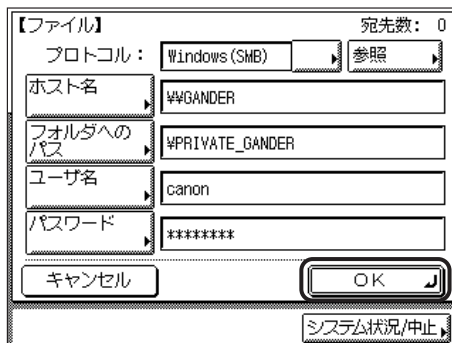 【ファイル】 宛先数: 0
プロトコル: Windows(SMB) 参照
ホスト名 ¥¥GANDER
フォルダへの
パス ¥PRIVATE_GANDER
ユーザ名 canon
パスワード ********
キャンセル OK
システム状況/中止